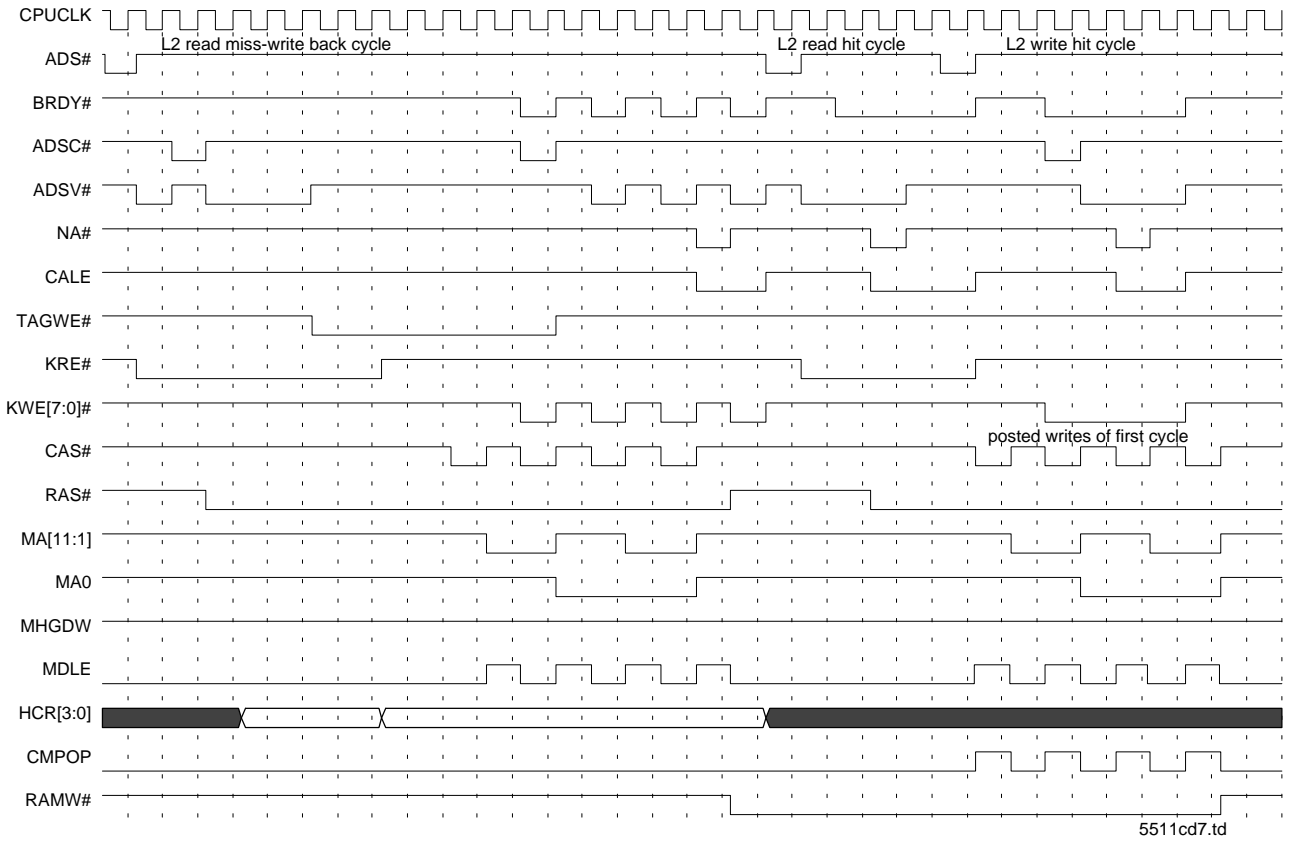 CPUCLK
L2 read miss-write back cycle L2 read hit cycle L2 write hit cycle
ADS#
BRDY#
ADSC#
ADSV#
NA#
CALE
TAGWE#
KRE#
KWE[7:0]#
posted writes of first cycle
CAS#
RAS#
MA[11:1]
MA0
MHGDW
MDLE
HCR[3:0]
CMPOP
RAMW#
5511cd7.td